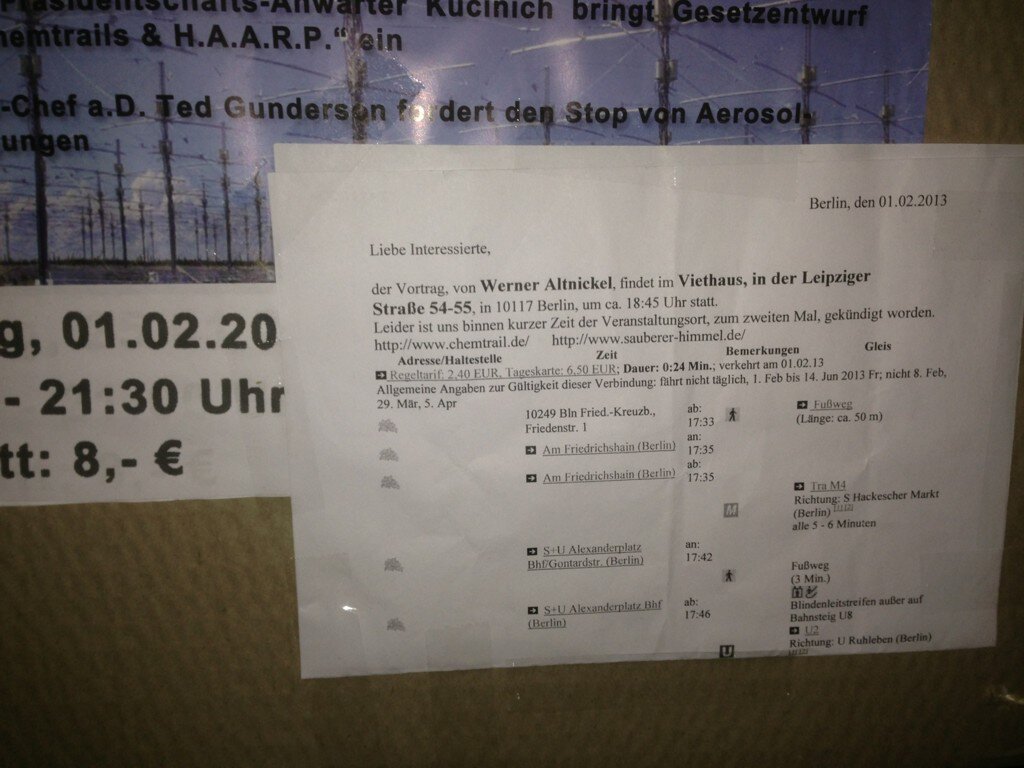 Präsidentschafts-Anwärter Kucinich bringt Gesetzentwurf
hemtrails & H.A.A.R.P.“ ein
-Chef a.D. Ted Gunderson fordert den Stop von Aerosol-
ungen
g, 01.02.20
- 21:30 Uhr
tt: 8,- €
Berlin, den 01.02.2013
Liebe Interessierte,
der Vortrag, von Werner Altnickel, findet im Viethaus, in der Leipziger
Straße 54-55, in 10117 Berlin, um ca. 18:45 Uhr statt.
Leider ist uns binnen kurzer Zeit der Veranstaltungsort, zum zweiten Mal, gekündigt worden.
http://www.chemtrail.de/ http://www.sauberer-himmel.de/
Adresse/Haltestelle Zeit Bemerkungen Gleis
Regeltarif: 2,40 EUR, Tageskarte: 6,50 EUR; Dauer: 0:24 Min.; verkehrt am 01.02.13
Allgemeine Angaben zur Gültigkeit dieser Verbindung: fährt nicht täglich, 1. Feb bis 14. Jun 2013 Fr; nicht 8. Feb,
29. Mär, 5. Apr
10249 Bln Fried.-Kreuzb., ab: Fußweg
Friedenstr. 1 17:33 (Länge: ca. 50 m)
Am Friedrichshain (Berlin) an:
17:35
Am Friedrichshain (Berlin) ab:
17:35
Tra M4
M Richtung: S Hackescher Markt
(Berlin) [1] [2]
alle 5 - 6 Minuten
S+U Alexanderplatz an:
Bhf/Gontardstr. (Berlin) 17:42
Fußweg
(3 Min.)
Blindenleitstreifen außer auf
Bahnsteig U8
S+U Alexanderplatz Bhf ab:
(Berlin) 17:46
U2
U Richtung: U Ruhleben (Berlin)
[1] [2]